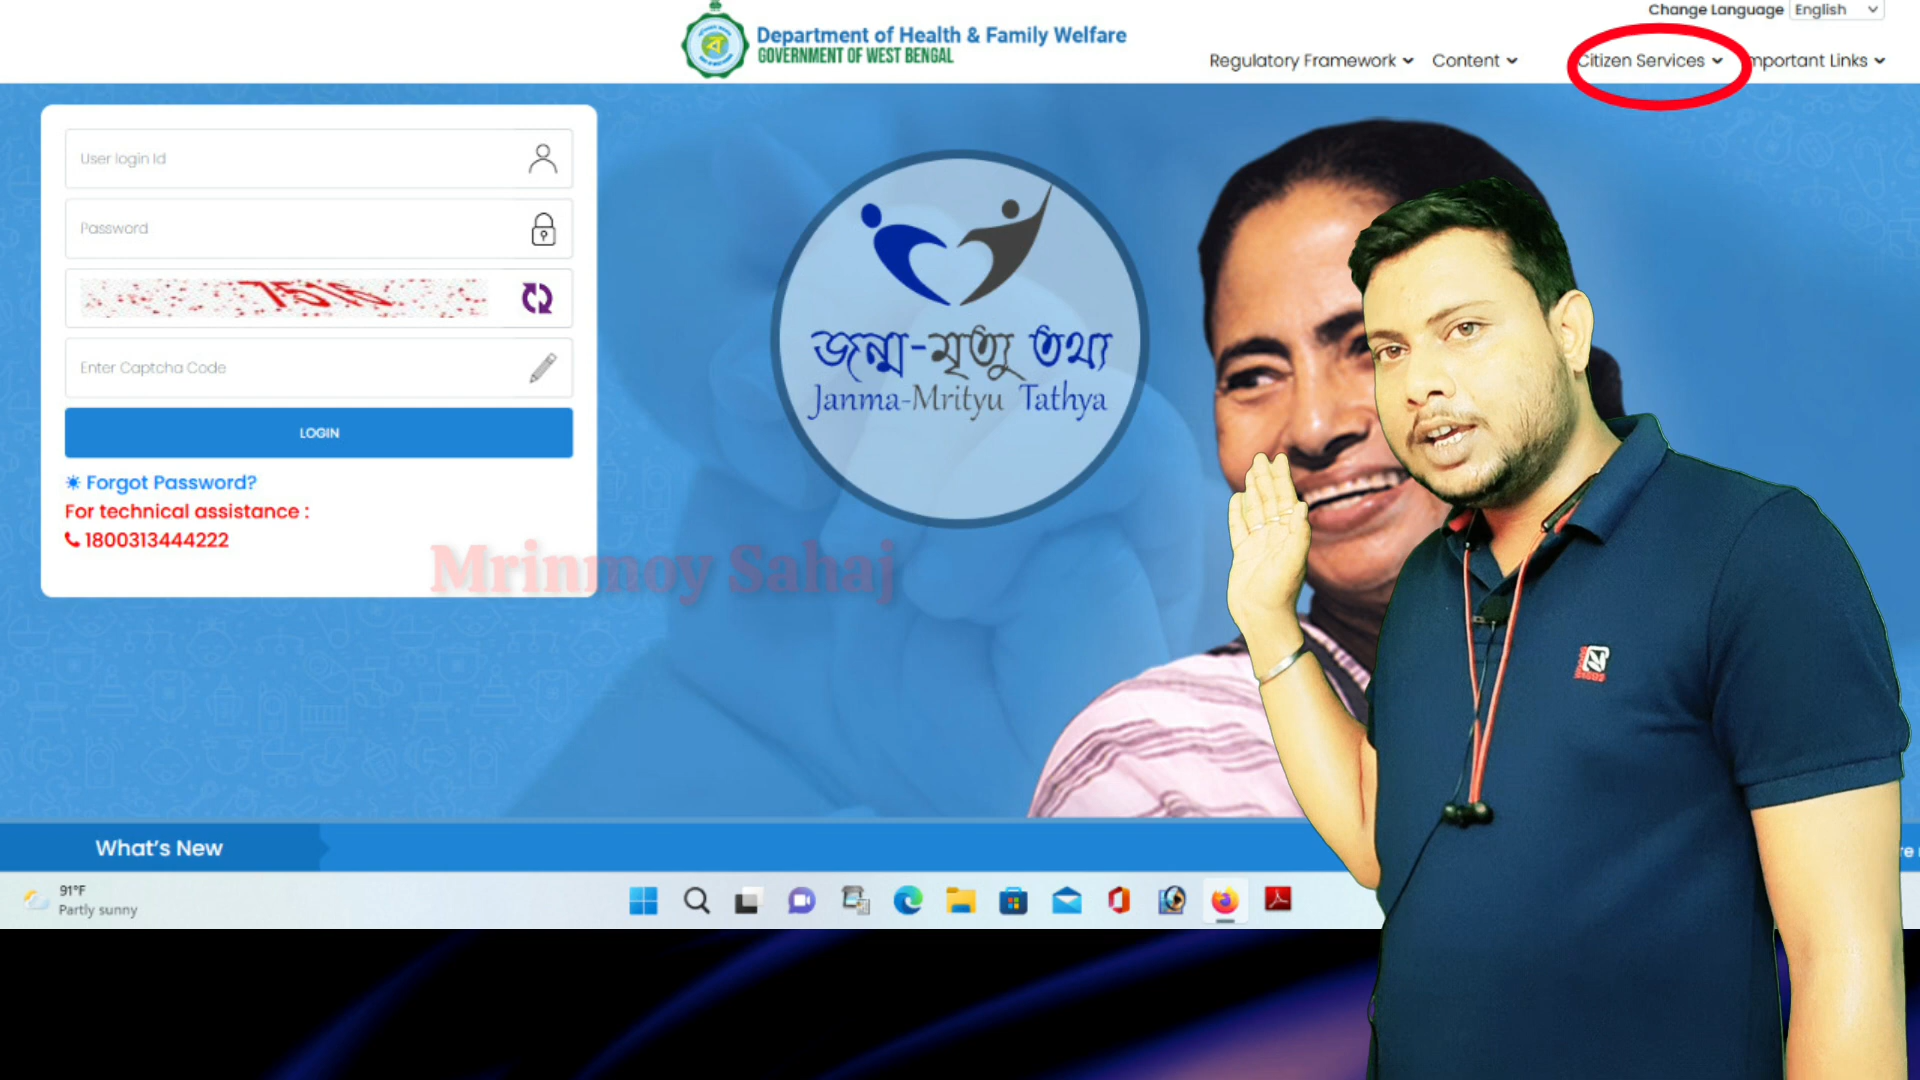 Change Language English
Department of Health & Family Welfare
GOVERNMENT OF WEST BENGAL
Regulatory Framework Content Citizen Services mportant Links
User login Id
Password
7516
Enter Captcha Code
LOGIN
Forgot Password?
For technical assistance :
1800313444222
জন্ম-মৃত্যু তথ্য
Janma-Mrityu Tathya
Mrinmoy Sahaj
What's New
91°F
Partly sunny